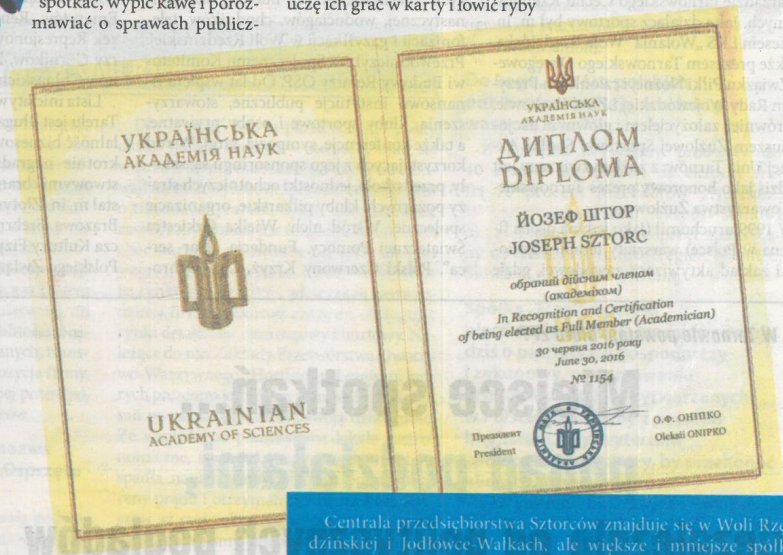 spotkać, wypić kawę i poroz-
mawiać o sprawach publicz-
uczę ich grać w karty i łowić ryby
УКРАЇНСЬКА
АКАДЕМІЯ НАУК
UKRAINIAN
ACADEMY OF SCIENCES
УКРАЇНСЬКА
АКАДЕМІЯ НАУК
ДИПЛОМ
DIPLOMA
ЙОЗЕФ ШТОР
JOSEPH SZTORC
обраний дійсним членом
(академіком)
In Recognition and Certification
of being elected as Full Member (Academician)
30 червня 2016 року
June 30, 2016
№ 1154
Президент
President
О.Ф. ОНІПКО
Oleksii ONIPKO
Centrala przedsiębiorstwa Sztorców znajduje się w Woli Rzę-
dzińskiej i Jodłówce-Wałkach, ale większe i mniejsze spół-